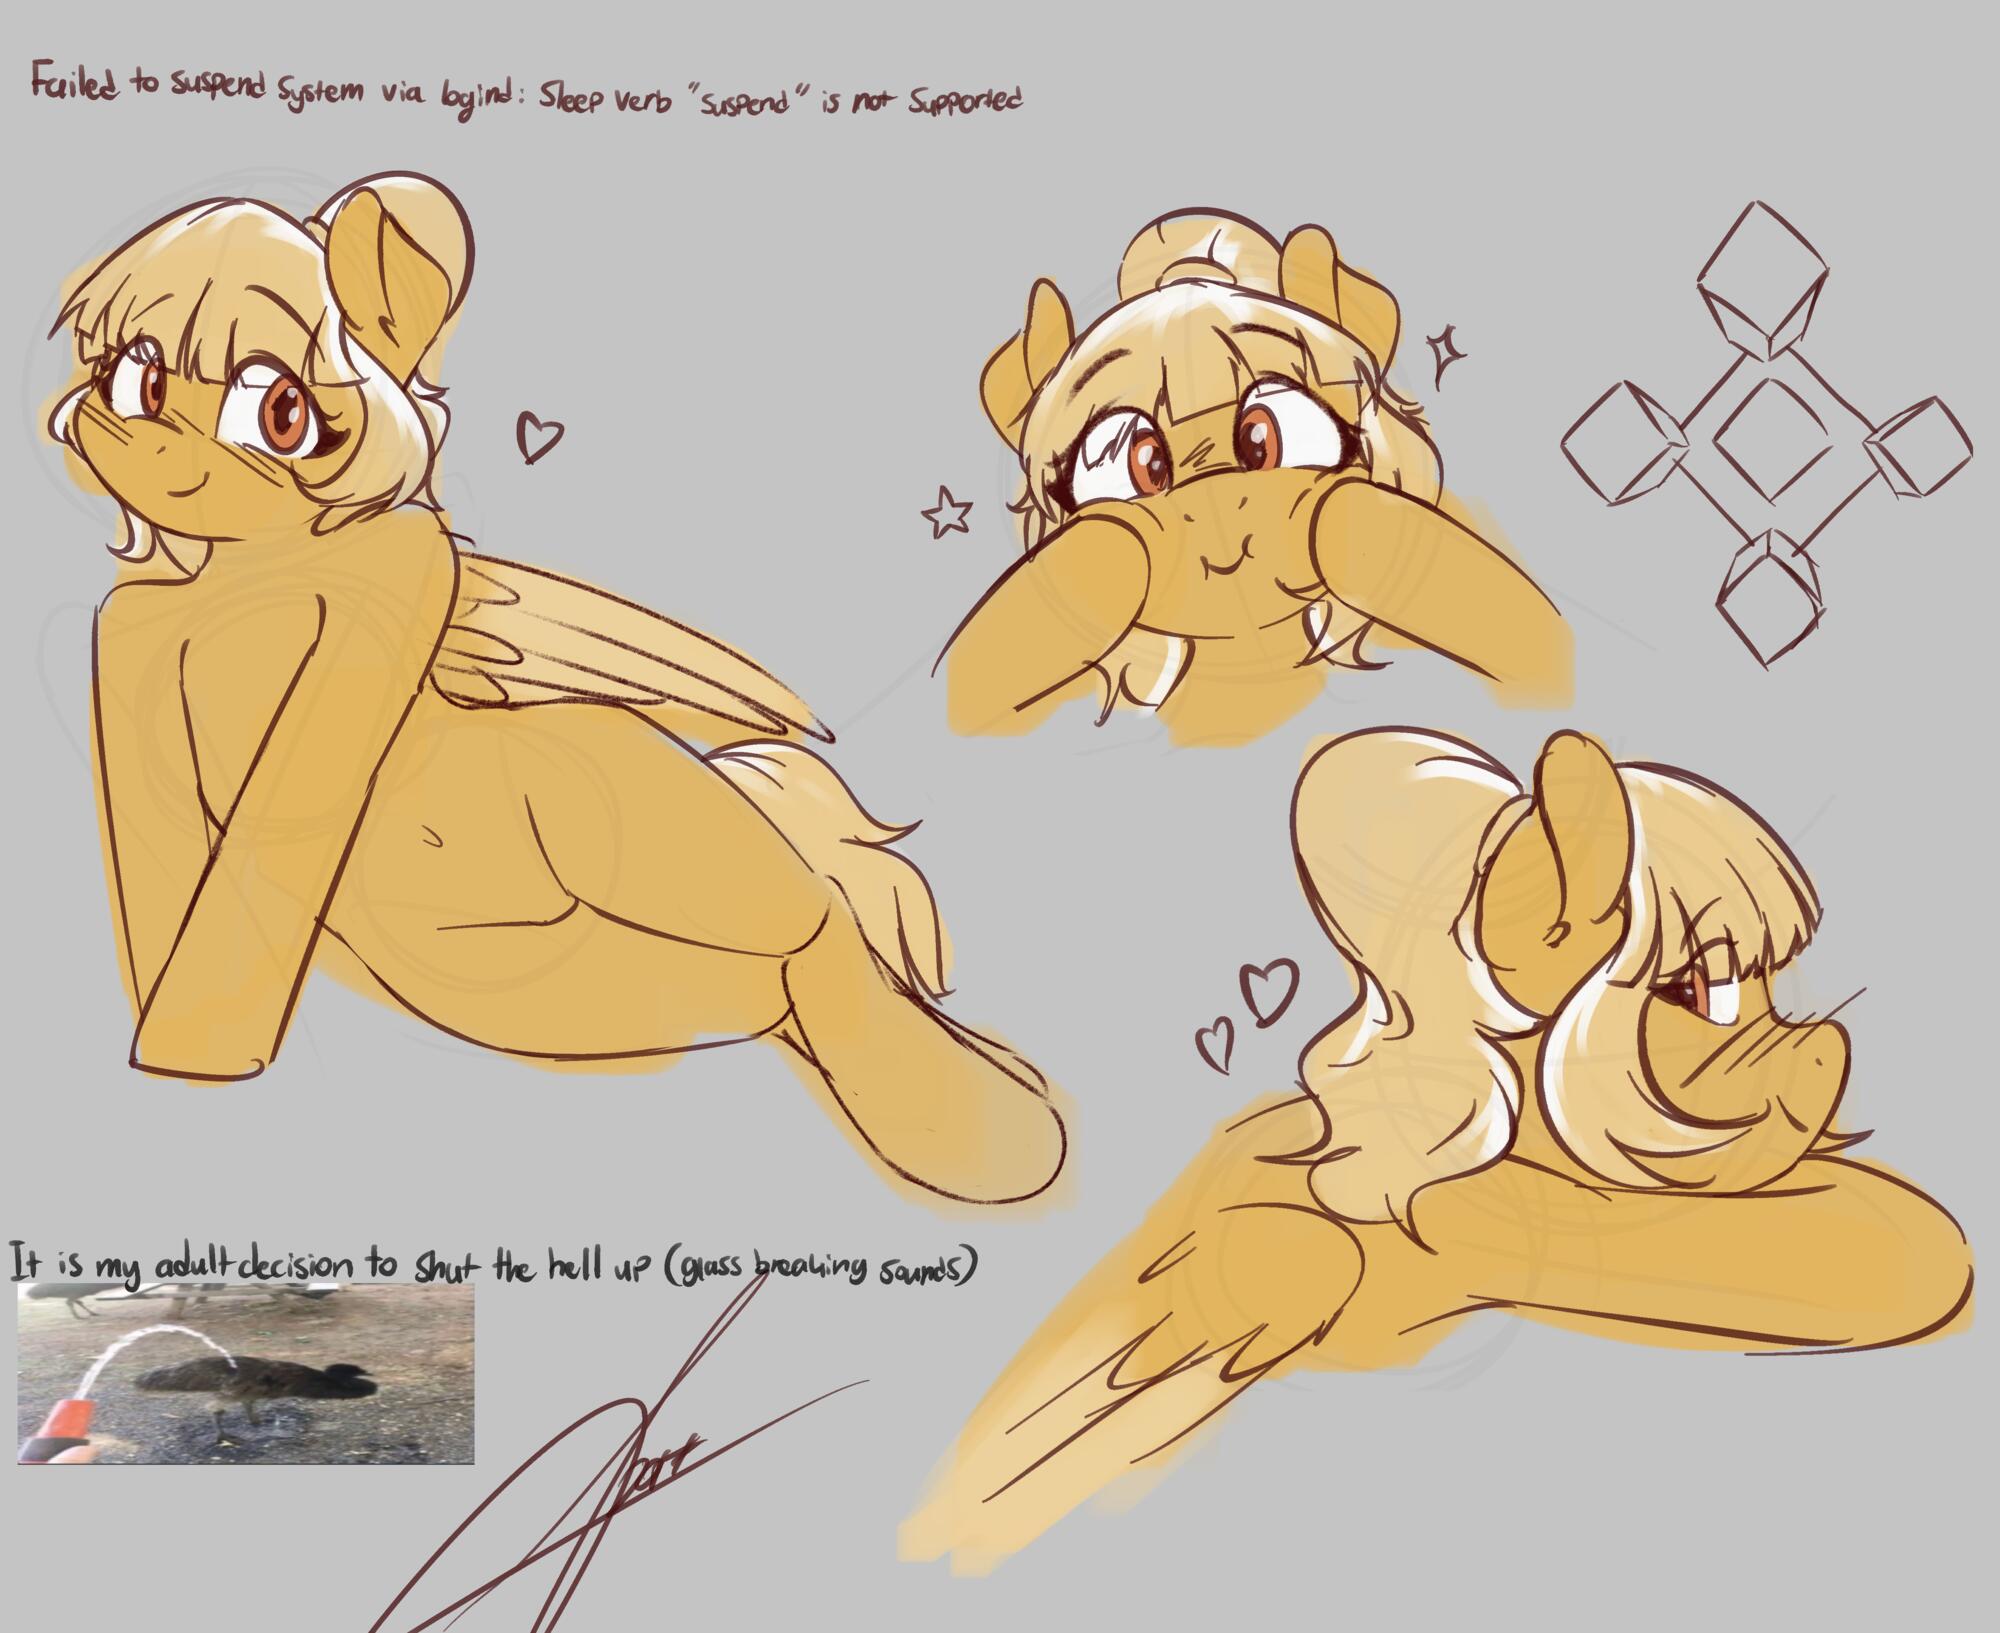 Failed to suspend system via logind: Sleep verb "suspend" is not supported
It is my adult decision to shut the hell up (glass breaking sounds)